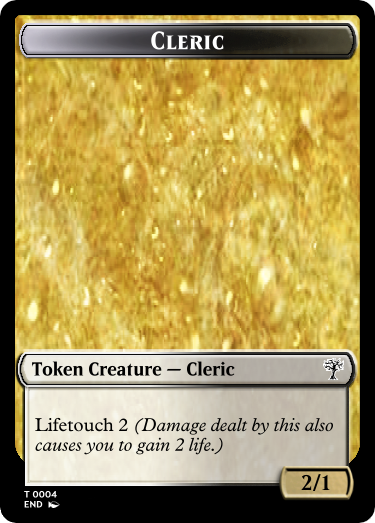 Cleric
Token Creature — Cleric
Lifetouch 2 (Damage dealt by this also
causes you to gain 2 life.)
2/1
T 0004
END